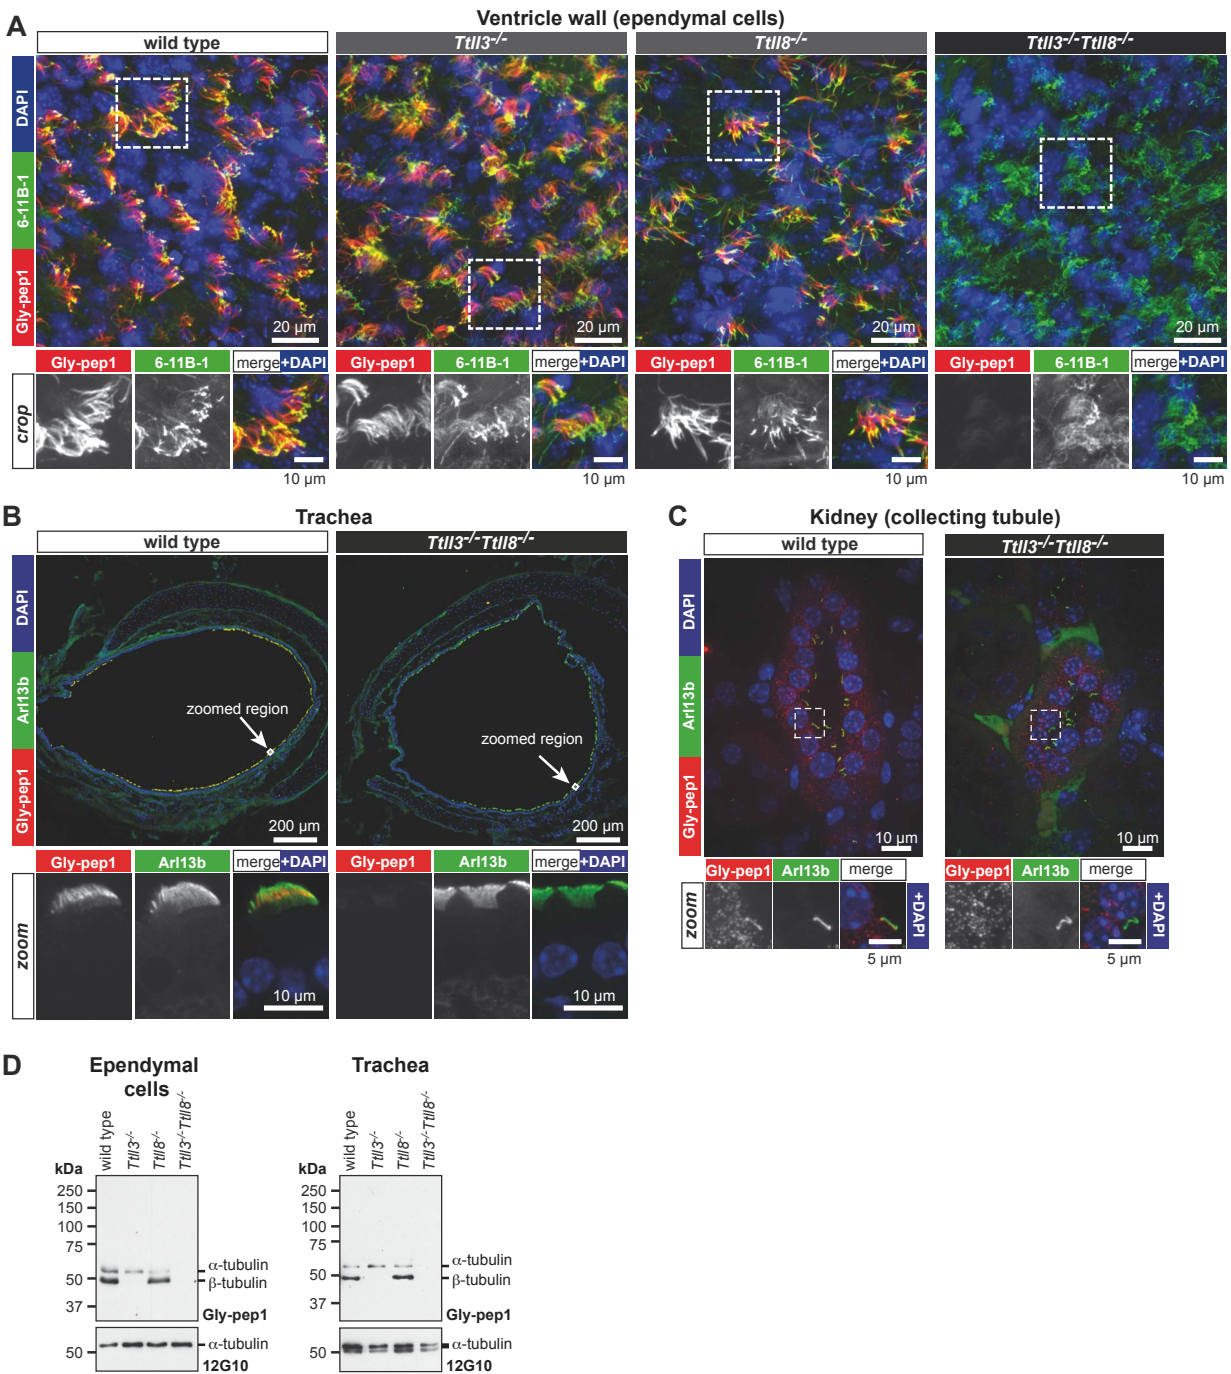 A
Ventricle wall (ependymal cells)
wild type
Ttll3-/-
Ttll8-/-
Ttll3-/-Ttll8-/-
DAPI
6-11B-1
Gly-pep1
20 µm
20 µm
20 µm
20 µm
Gly-pep1 6-11B-1 merge+DAPI
Gly-pep1 6-11B-1 merge+DAPI
Gly-pep1 6-11B-1 merge+DAPI
Gly-pep1 6-11B-1 merge+DAPI
crop
10 µm
10 µm
10 µm
10 µm
B
Trachea
wild type
Ttll3-/-Ttll8-/-
DAPI
Arl13b
Gly-pep1
zoomed region
zoomed region
200 µm
200 µm
Gly-pep1 Arl13b merge+DAPI
Gly-pep1 Arl13b merge+DAPI
zoom
10 µm
10 µm
C
Kidney (collecting tubule)
wild type
Ttll3-/-Ttll8-/-
DAPI
Arl13b
Gly-pep1
10 µm
10 µm
Gly-pep1 Arl13b merge
+DAPI
Gly-pep1 Arl13b merge
+DAPI
zoom
5 µm
5 µm
D
Ependymal
cells
wild type
Ttll3-/-
Ttll8-/-
Ttll3-/-Ttll8-/-
kDa
250
150
100
75
50
37
α-tubulin
β-tubulin
Gly-pep1
50
α-tubulin
12G10
Trachea
wild type
Ttll3-/-
Ttll8-/-
Ttll3-/-Ttll8-/-
kDa
250
150
100
75
50
37
α-tubulin
β-tubulin
Gly-pep1
50
α-tubulin
12G10